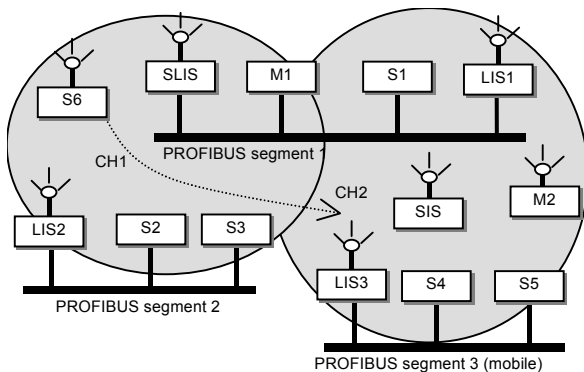 SLIS
M1
S1
LIS1
S6
PROFIBUS segment 1
CH1
CH2
SIS
M2
LIS2
S2
S3
LIS3
S4
S5
PROFIBUS segment 2
PROFIBUS segment 3 (mobile)